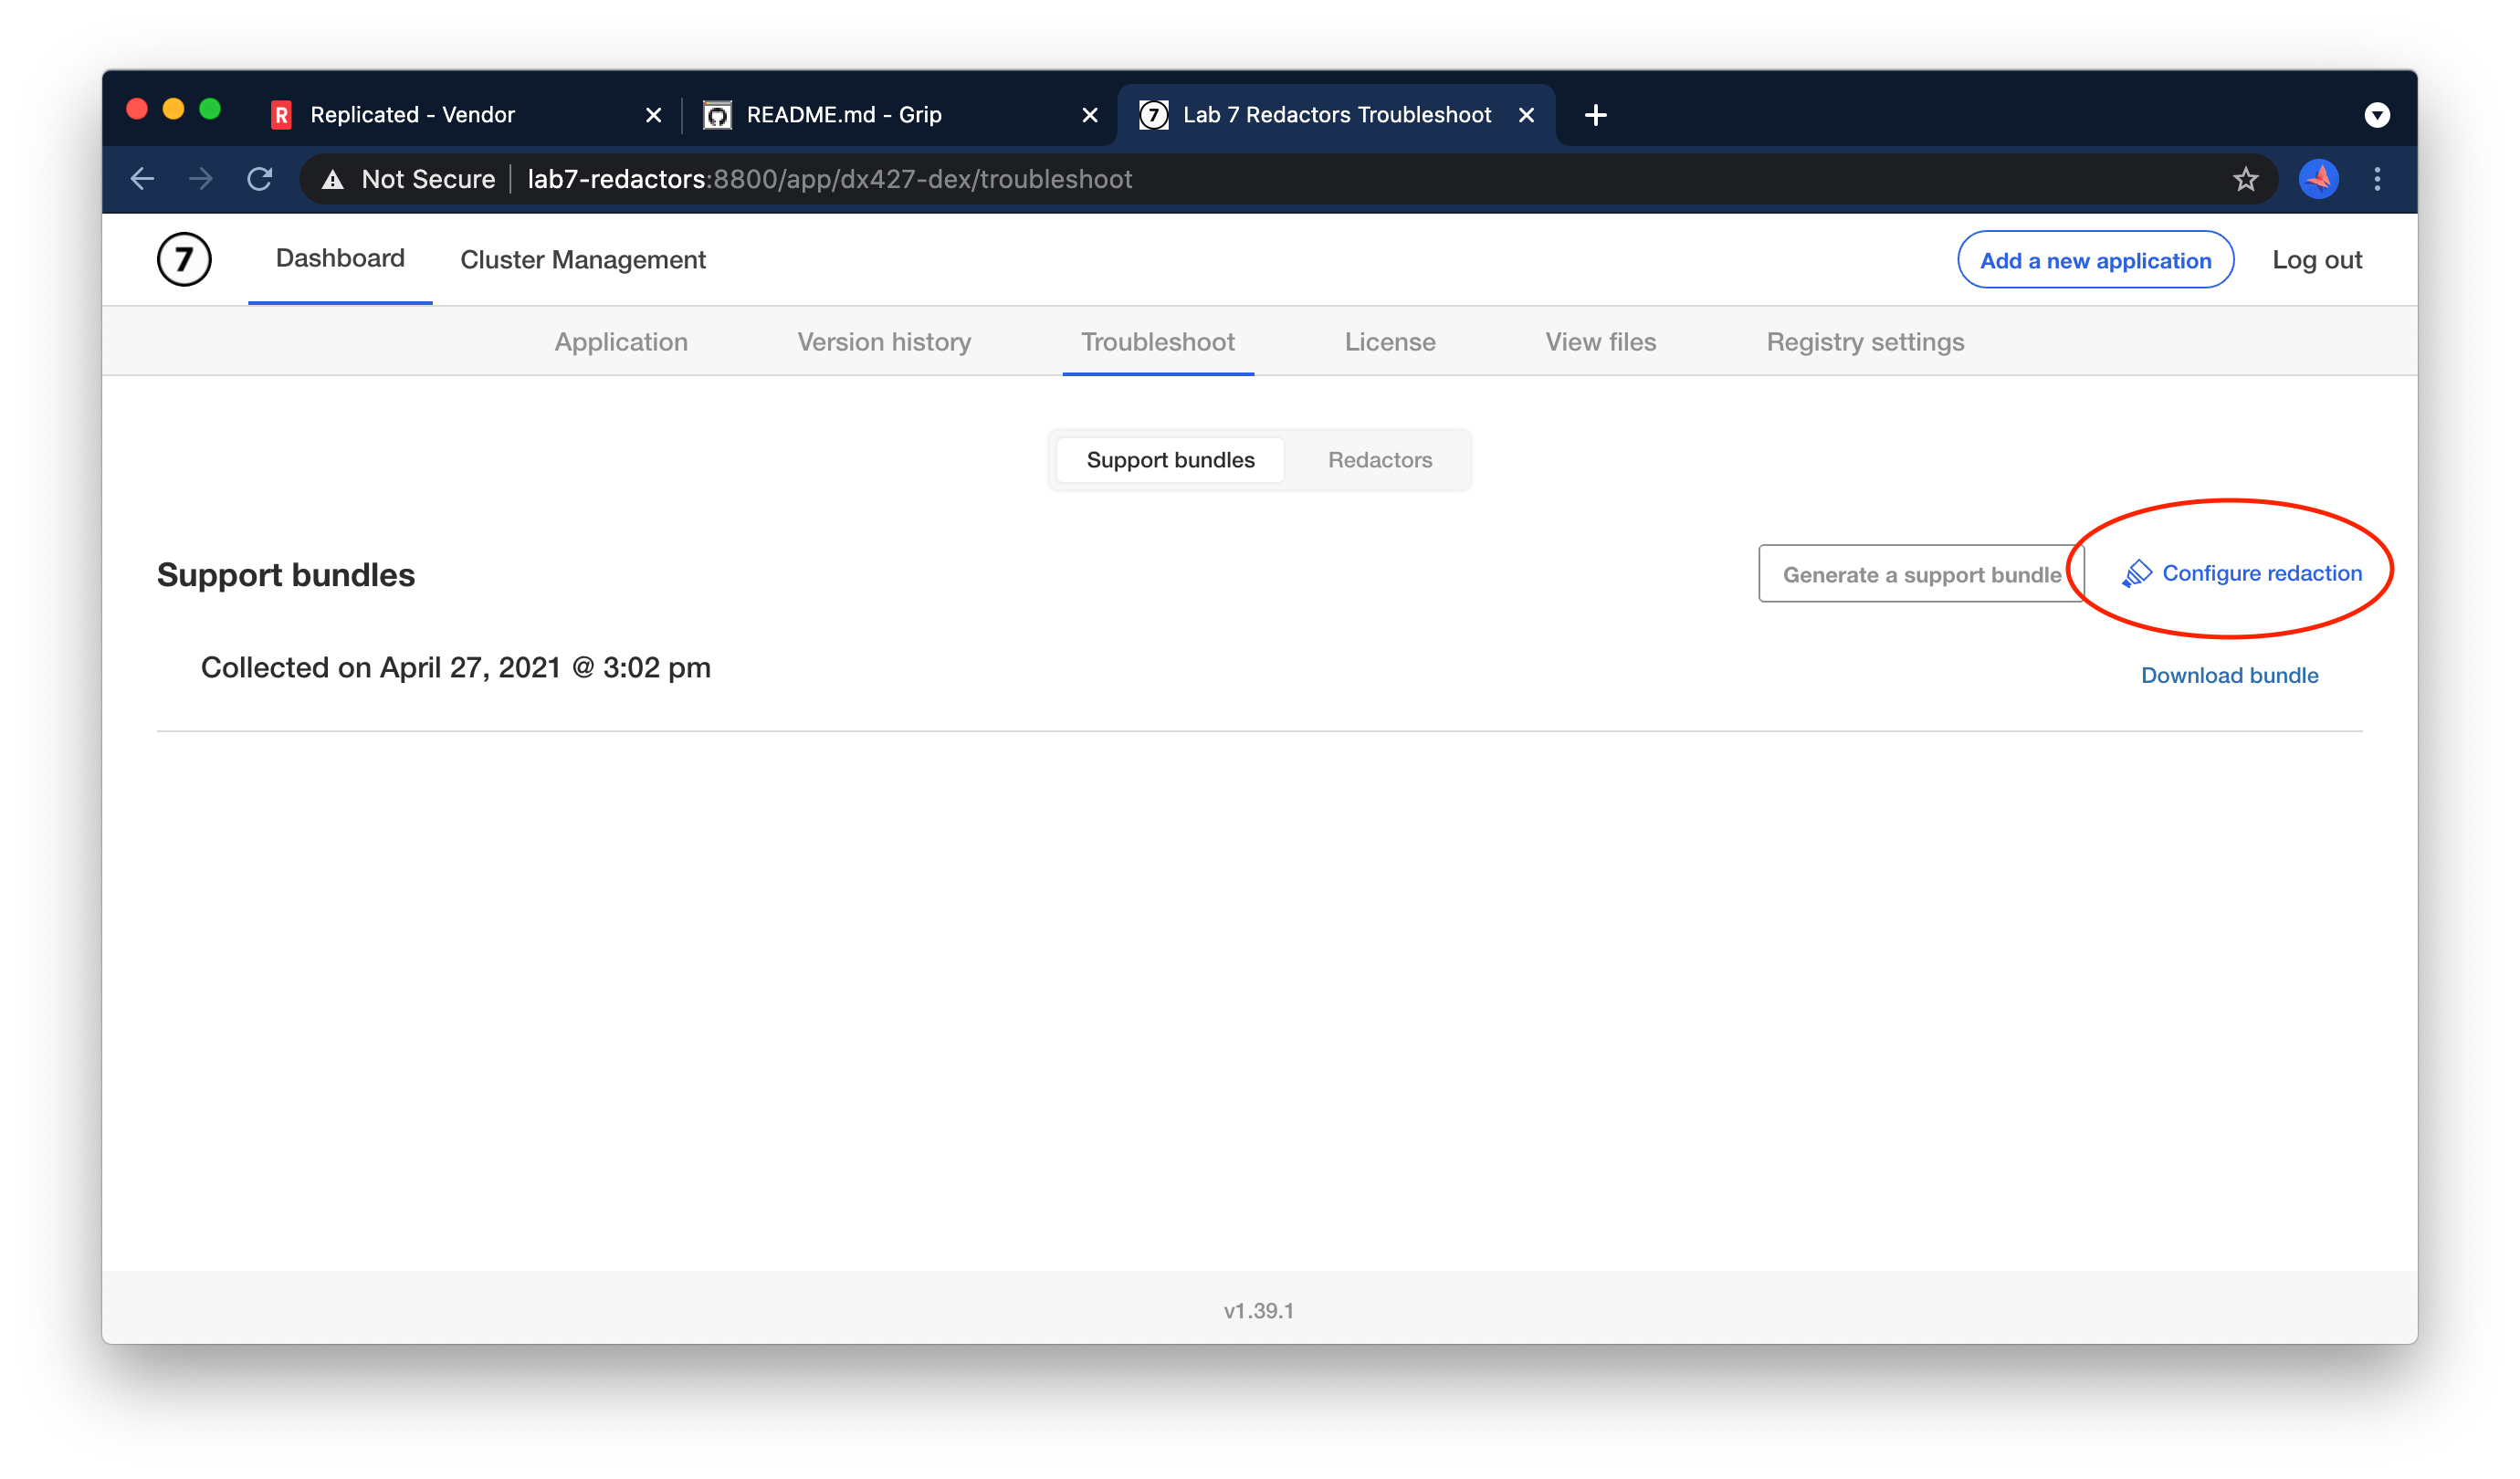 R Replicated - Vendor README.md - Grip 7 Lab 7 Redactors Troubleshoot
Not Secure lab7-redactors:8800/app/dx427-dex/troubleshoot
7 Dashboard Cluster Management Add a new application Log out
Application Version history Troubleshoot License View files Registry settings
Support bundles Redactors
Support bundles Generate a support bundle Configure redaction
Collected on April 27, 2021 @ 3:02 pm Download bundle
v1.39.1